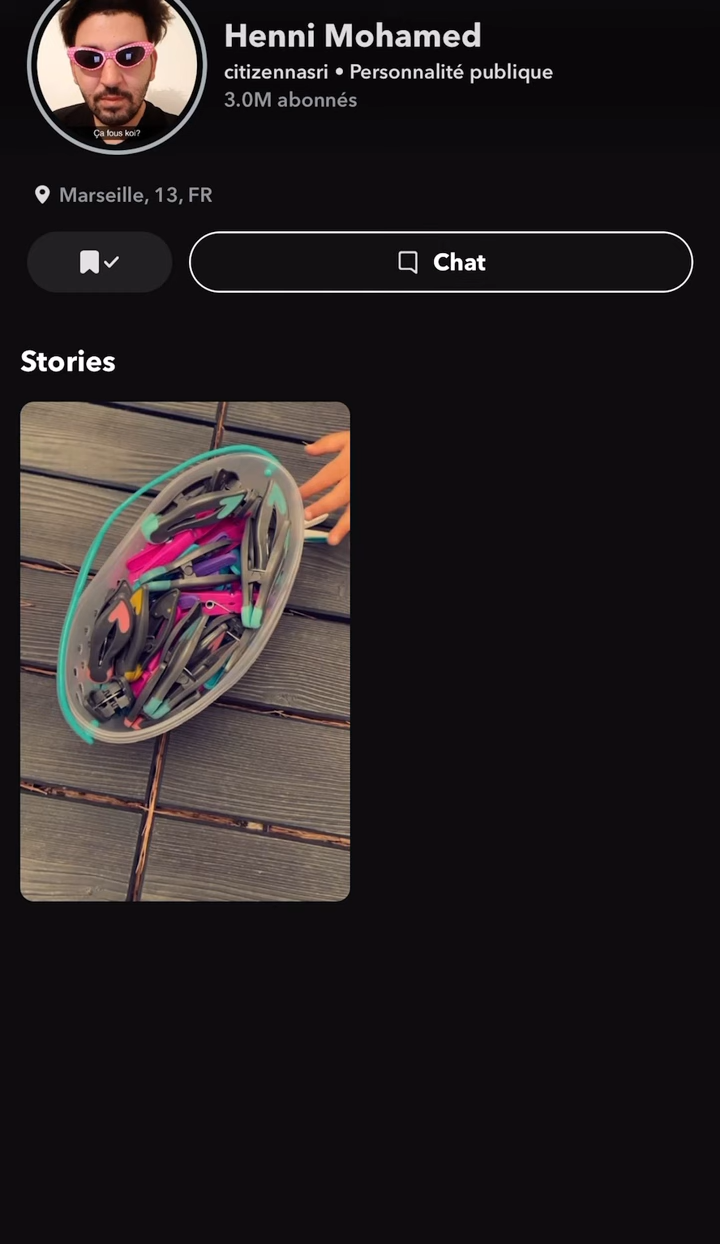 Henni Mohamed
citizennasri • Personnalité publique
3.0M abonnés
Ça fous koi?
Marseille, 13, FR
Chat
Stories